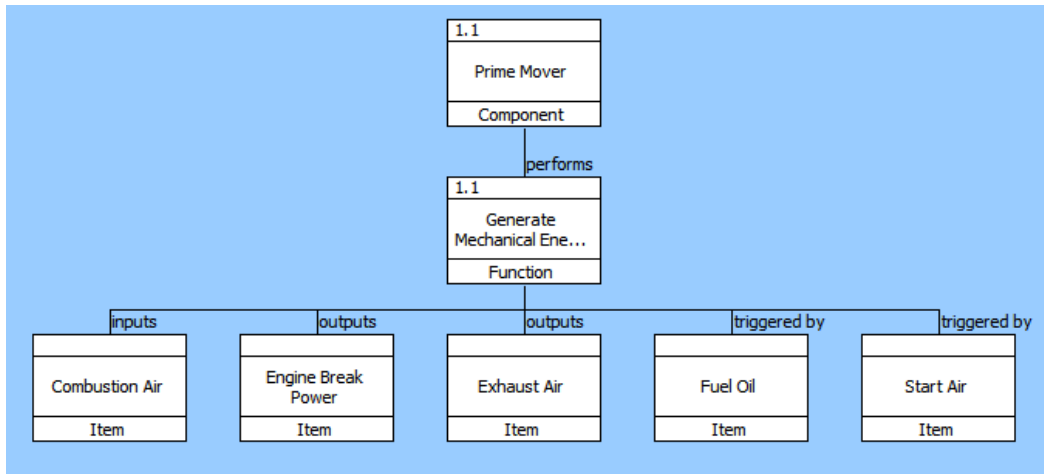 1.1
Prime Mover
Component
performs
1.1
Generate
Mechanical Ene...
Function
inputs
outputs
outputs
triggered by
triggered by
Combustion Air
Engine Break
Power
Exhaust Air
Fuel Oil
Start Air
Item
Item
Item
Item
Item